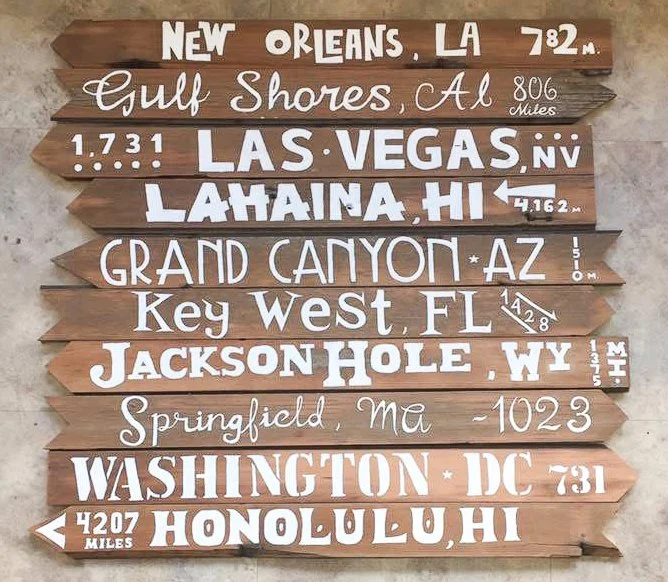 NEW ORLEANS, LA 782 M.
Gulf Shores, Al 806 Miles
1,731 LAS · VEGAS, NV
LAHAINA, HI 4,162 M
GRAND CANYON * AZ 1510 M.
Key West, FL 1428
JACKSON HOLE, WY 1375 MI.
Springfield, MA ~1023
WASHINGTON * DC 731
4207 MILES HONOLULU, HI